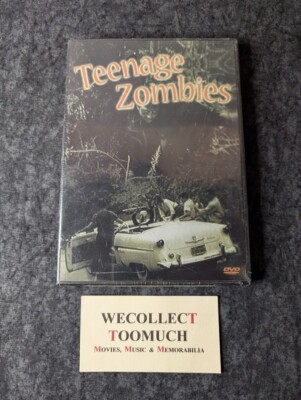 Teenage
Zombies
DVD
WECOLLECT
TOOMUCH
MOVIES, MUSIC & MEMORABILIA